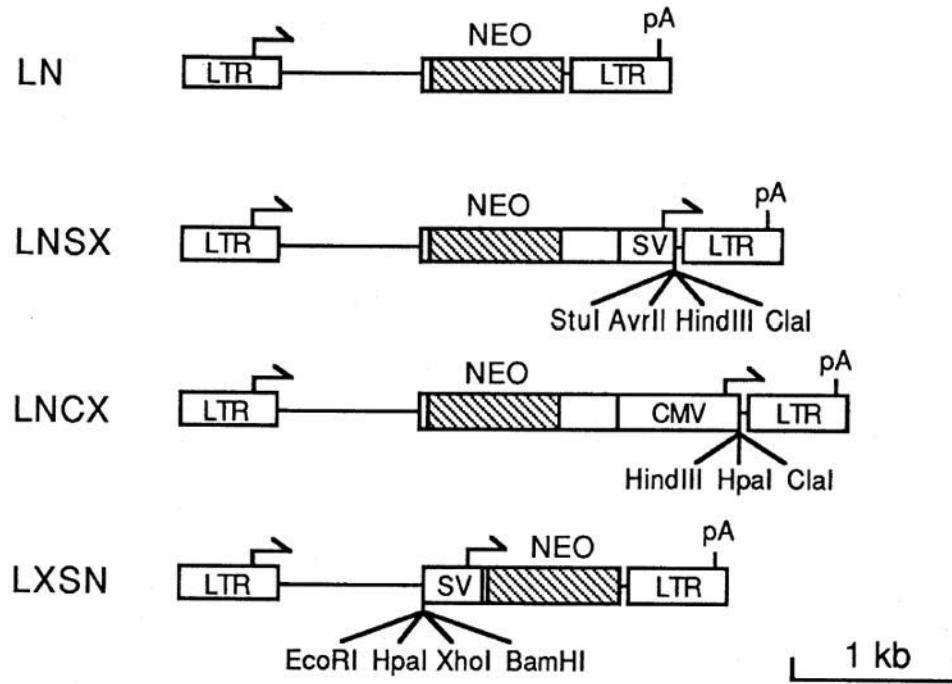 LN
LTR
NEO
pA
LTR
LNSX
LTR
NEO
SV
pA
LTR
StuI AvrII HindIII ClaI
LNCX
LTR
NEO
CMV
pA
LTR
HindIII HpaI ClaI
LXSN
LTR
SV
NEO
pA
LTR
EcoRI HpaI XhoI BamHI
1 kb